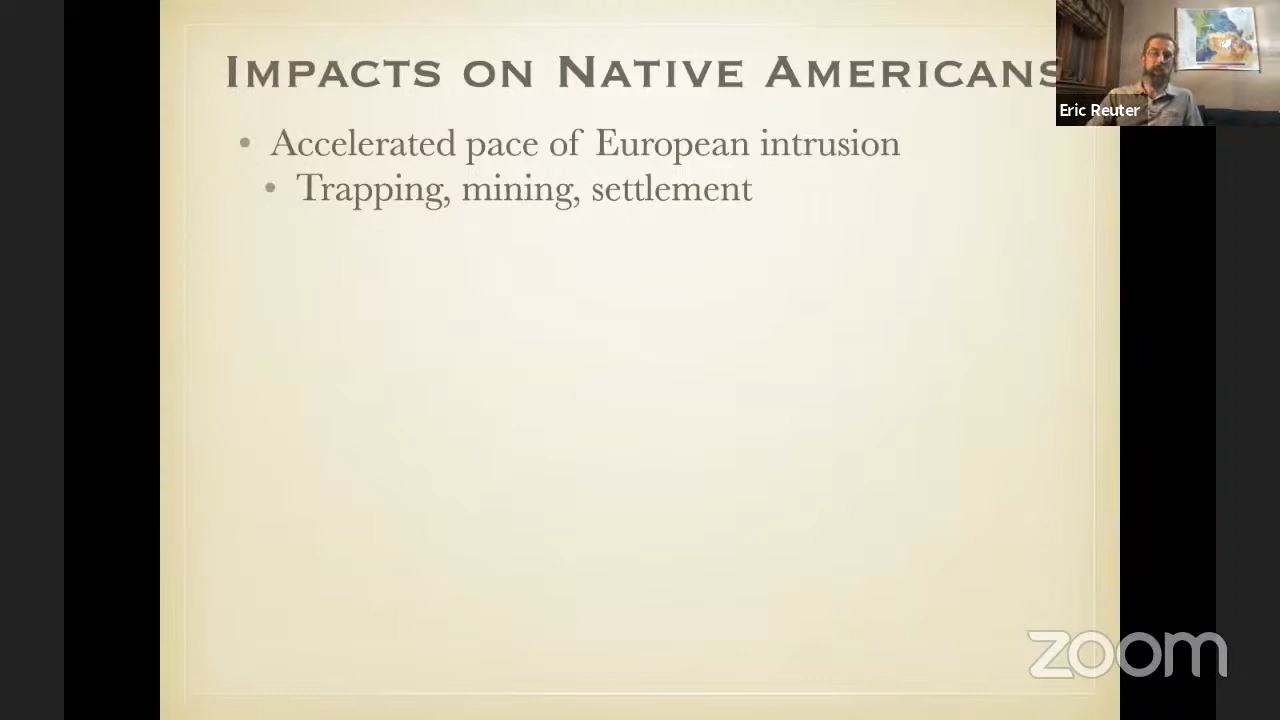 IMPACTS ON NATIVE AMERICANS
• Accelerated pace of European intrusion
• Trapping, mining, settlement
Eric Reuter
zoom